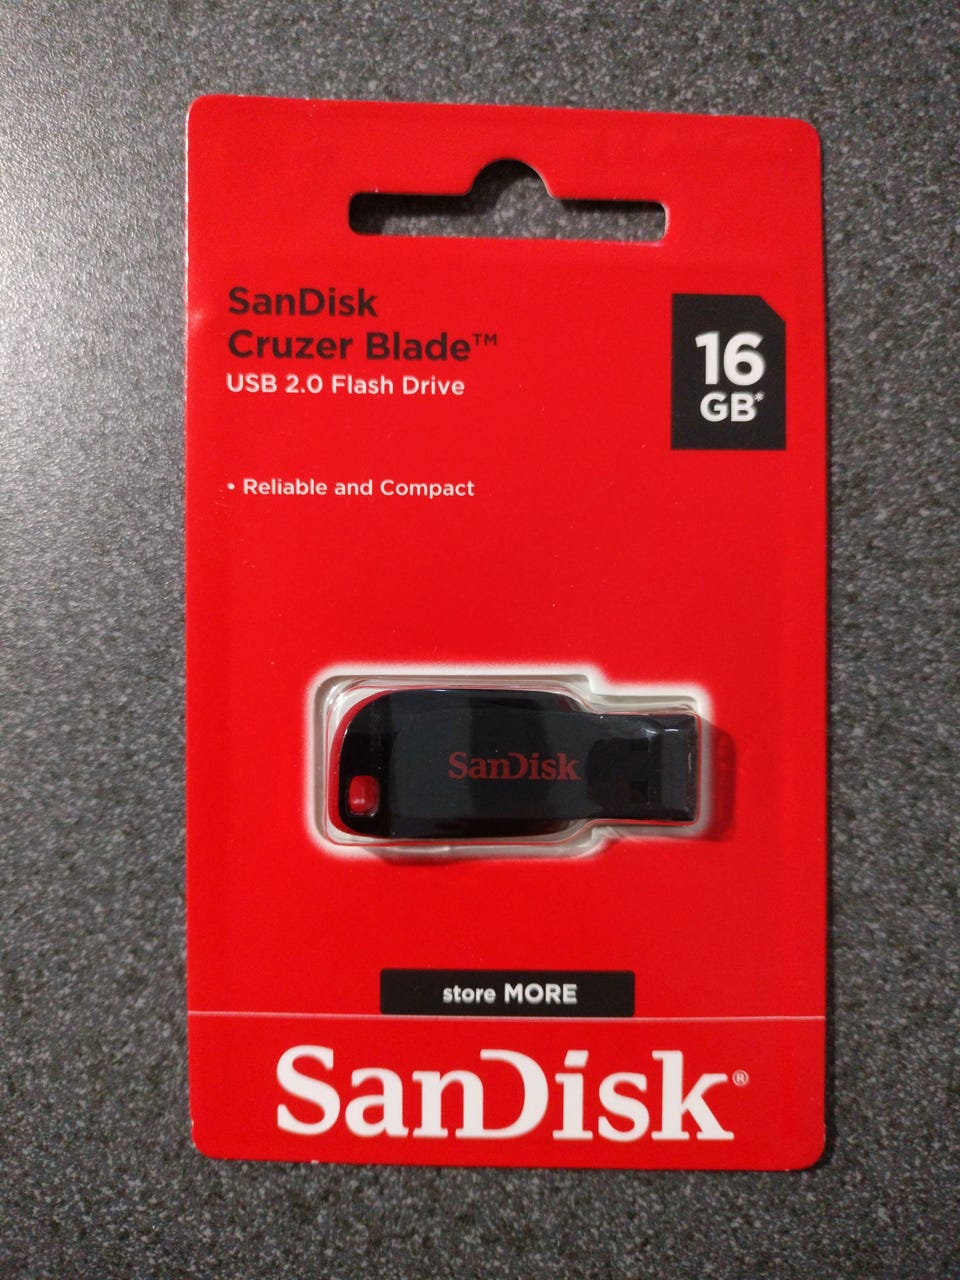 SanDisk
Cruzer Blade™
USB 2.0 Flash Drive
16
GB*
• Reliable and Compact
SanDisk
store MORE
SanDisk®